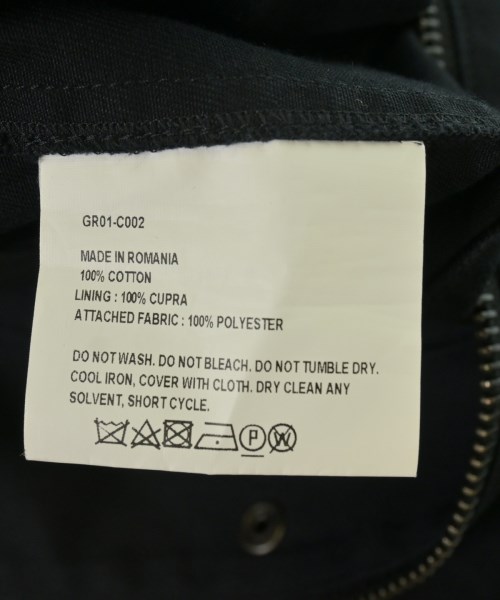 GR01-C002
MADE IN ROMANIA
100% COTTON
LINING : 100% CUPRA
ATTACHED FABRIC : 100% POLYESTER
DO NOT WASH. DO NOT BLEACH. DO NOT TUMBLE DRY.
COOL IRON, COVER WITH CLOTH. DRY CLEAN ANY
SOLVENT, SHORT CYCLE.
P W